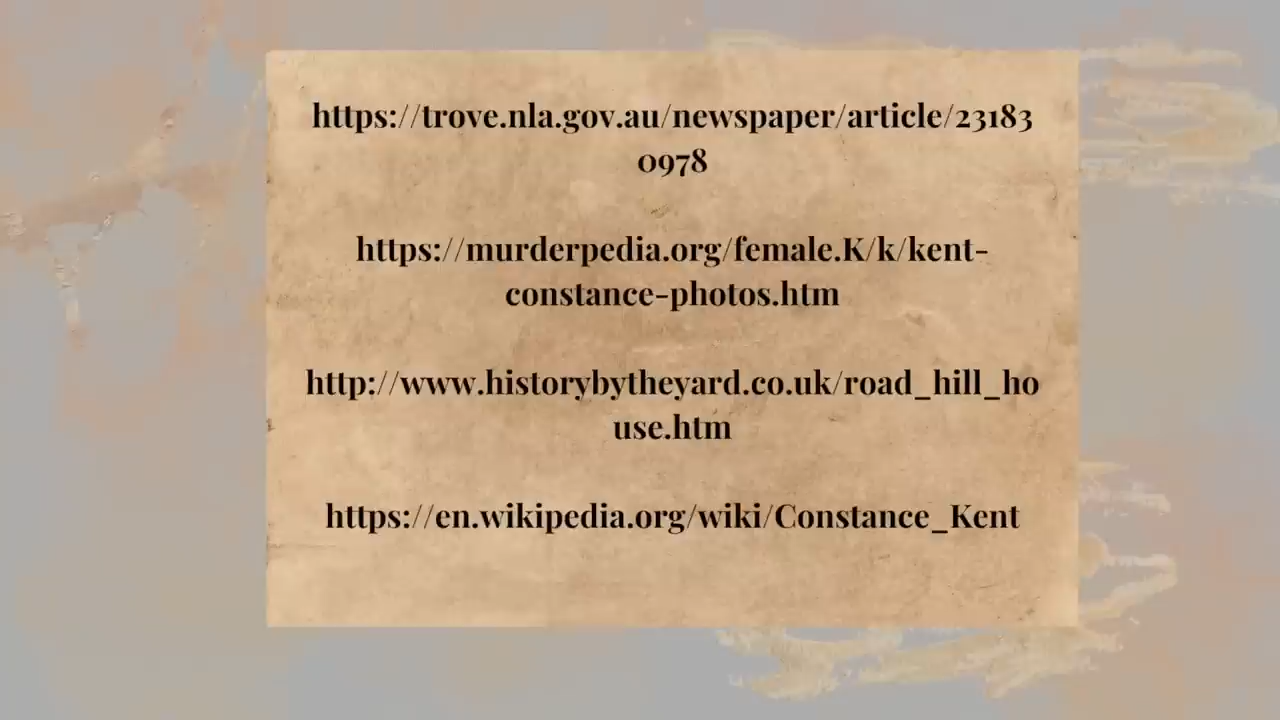 https://trove.nla.gov.au/newspaper/article/23183
0978
https://murderpedia.org/female.K/k/kent-
constance-photos.htm
http://www.historybytheyard.co.uk/road_hill_ho
use.htm
https://en.wikipedia.org/wiki/Constance_Kent